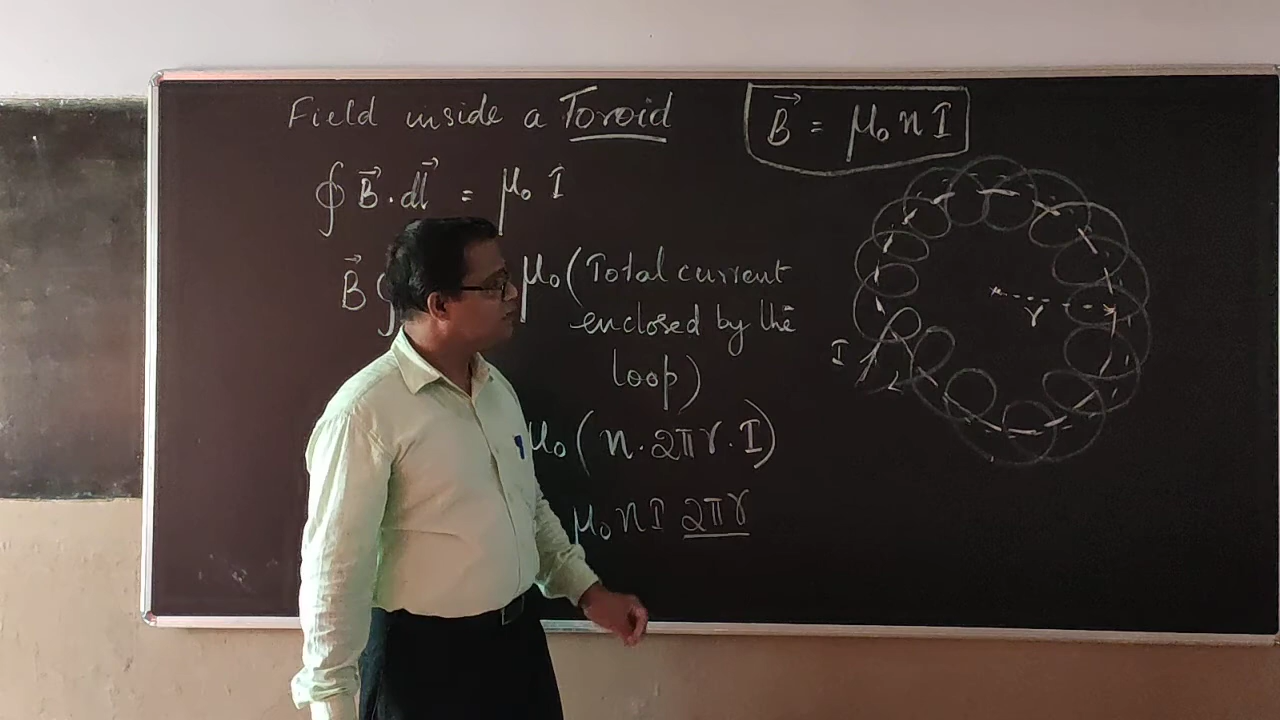 Field inside a Toroid
B⃗ = μ₀ n I
∮ B⃗ · dl⃗ = μ₀ I
B⃗ ∮ μ₀ (Total current
enclosed by the
loop)
μ₀ (n · 2πr · I)
μ₀ n I 2πr
r
I